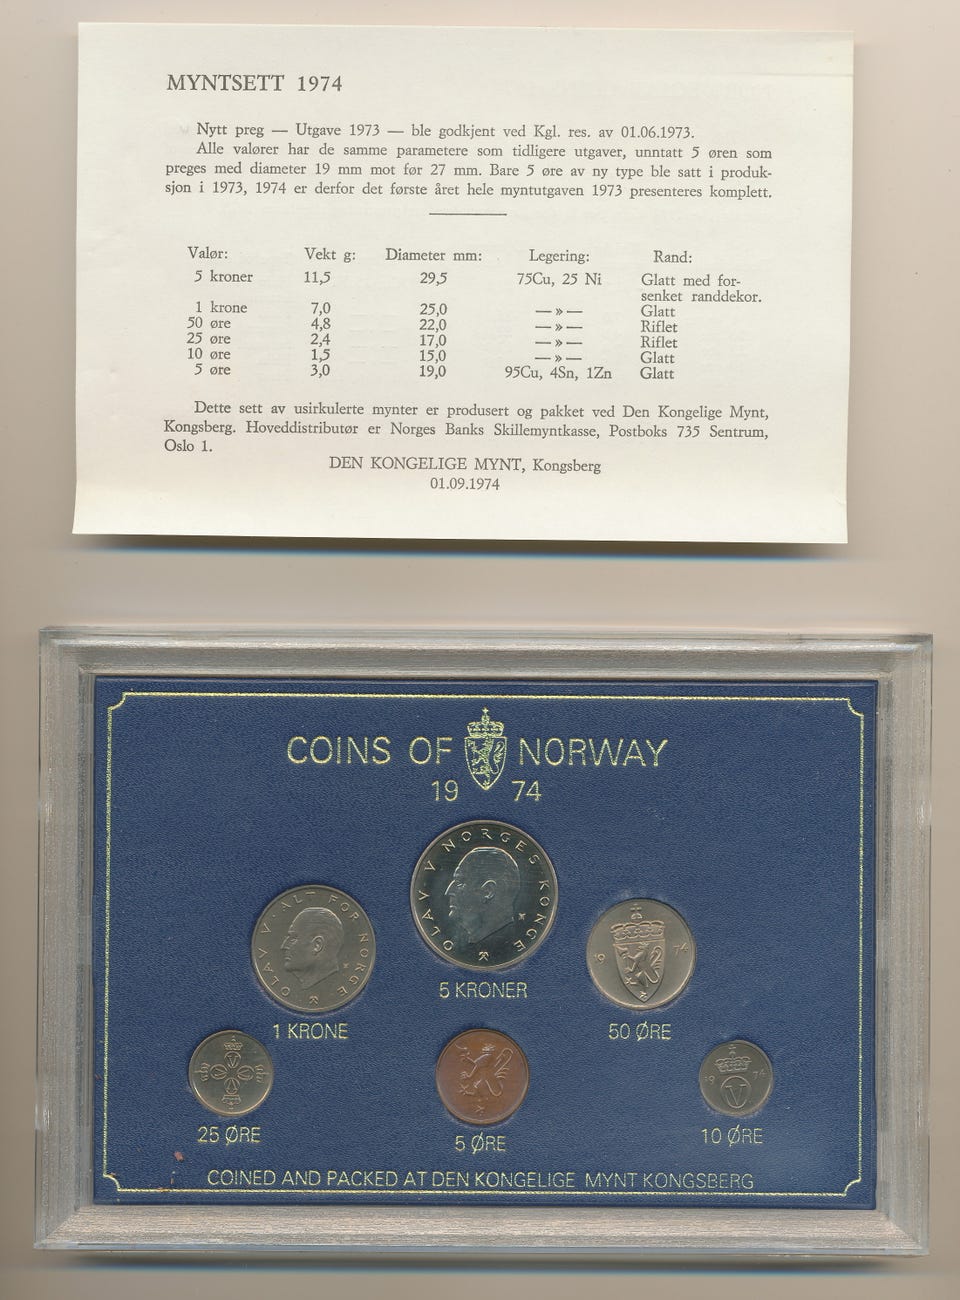 MYNTSETT 1974
Nytt preg — Utgave 1973 — ble godkjent ved Kgl. res. av 01.06.1973.
Alle valører har de samme parametere som tidligere utgaver, unntatt 5 øren som
preges med diameter 19 mm mot før 27 mm. Bare 5 øre av ny type ble satt i produk-
sjon i 1973, 1974 er derfor det første året hele myntutgaven 1973 presenteres komplett.
Valør: Vekt g: Diameter mm: Legering: Rand:
5 kroner 11,5 29,5 75Cu, 25 Ni Glatt med for-
senket randdekor.
1 krone 7,0 25,0 — » — Glatt
50 øre 4,8 22,0 — » — Riflet
25 øre 2,4 17,0 — » — Riflet
10 øre 1,5 15,0 — » — Glatt
5 øre 3,0 19,0 95Cu, 4Sn, 1Zn Glatt
Dette sett av usirkulerte mynter er produsert og pakket ved Den Kongelige Mynt,
Kongsberg. Hoveddistributør er Norges Banks Skillemyntkasse, Postboks 735 Sentrum,
Oslo 1.
DEN KONGELIGE MYNT, Kongsberg
01.09.1974
COINS OF NORWAY
19 74
OLAV V NORGES KONGE
5 KRONER
OLAV V · ALT FOR NORGE
1 KRONE
19 74
50 ØRE
25 ØRE
5 ØRE
19 74
V
10 ØRE
COINED AND PACKED AT DEN KONGELIGE MYNT KONGSBERG